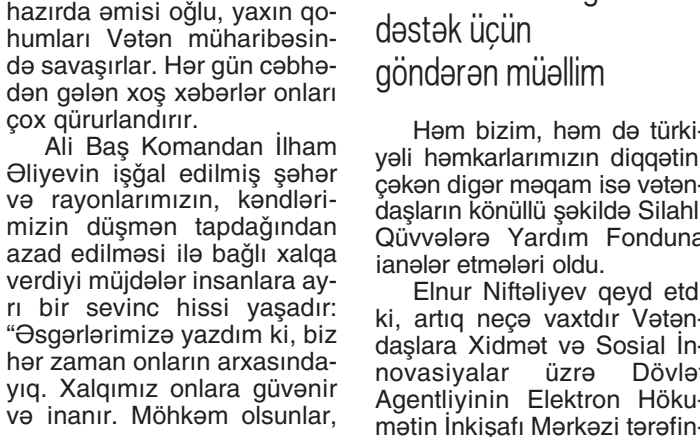 hazırda əmisi oğlu, yaxın qo-
humları Vətən müharibəsin-
də savaşırlar. Hər gün cəbhə-
dən gələn xoş xəbərlər onları
çox qürurlandırır.
Ali Baş Komandan İlham
Əliyevin işğal edilmiş şəhər
və rayonlarımızın, kəndləri-
mizin düşmən tapdağından
azad edilməsi ilə bağlı xalqa
verdiyi müjdələr insanlara ay-
rı bir sevinc hissi yaşadır:
“Əsgərlərimizə yazdım ki, biz
hər zaman onların arxasında-
yıq. Xalqımız onlara güvənir
və inanır. Möhkəm olsunlar,
dəstək üçün
göndərən müəllim
Həm bizim, həm də türki-
yəli həmkarlarımızın diqqətin
çəkən digər məqam isə vətən-
daşların könüllü şəkildə Silahl
Qüvvələrə Yardım Fonduna
ianələr etmələri oldu.
Elnur Niftəliyev qeyd etd
ki, artıq neçə vaxtdır Vətən-
daşlara Xidmət və Sosial İn-
novasiyalar üzrə Dövlət
Agentliyinin Elektron Höku-
mətin İnkişafı Mərkəzi tərəfin-